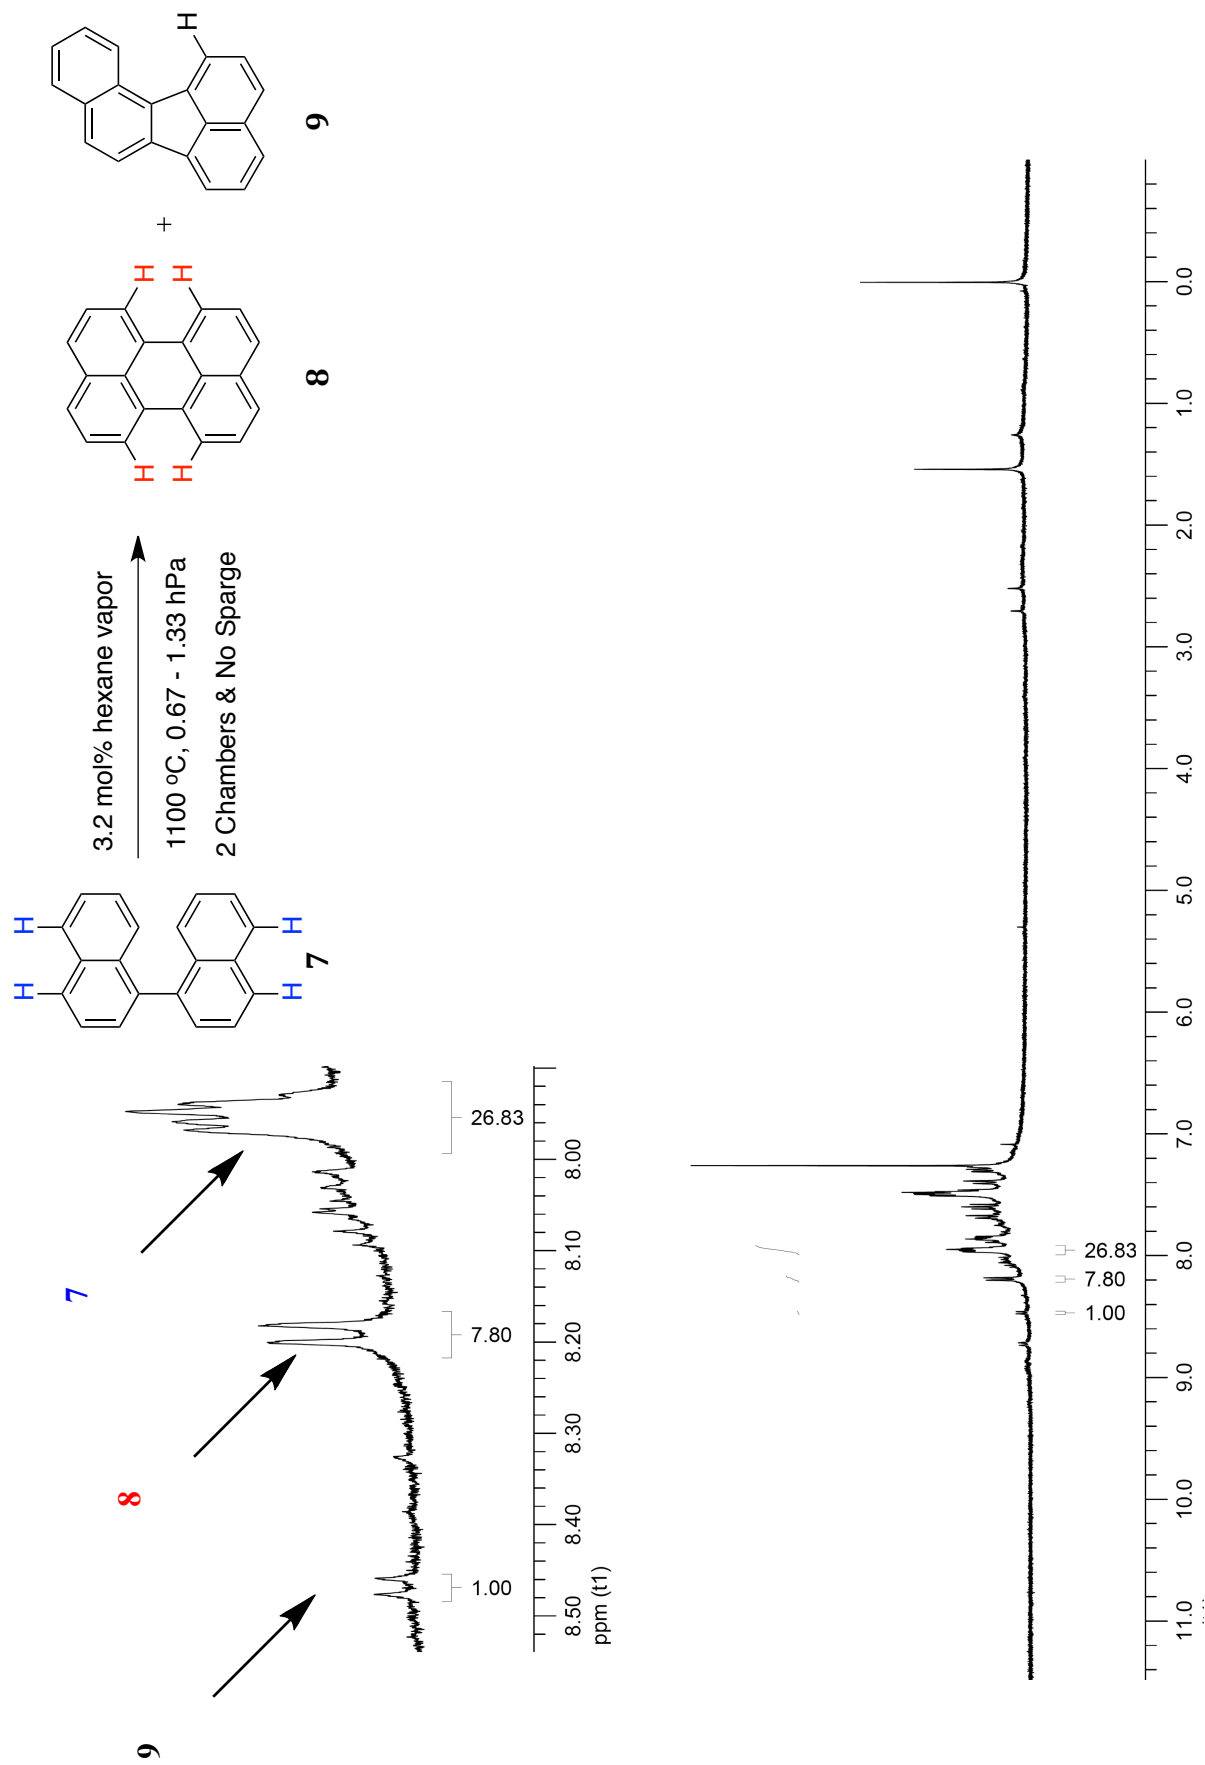 H H
H H
7
3.2 mol% hexane vapor
1100 ºC, 0.67 - 1.33 hPa
2 Chambers & No Sparge
H H
H H
8
+
H
9
9
8
7
1.00
7.80
26.83
8.50 8.40 8.30 8.20 8.10 8.00
ppm (t1)
1.00
7.80
26.83
11.0 10.0 9.0 8.0 7.0 6.0 5.0 4.0 3.0 2.0 1.0 0.0